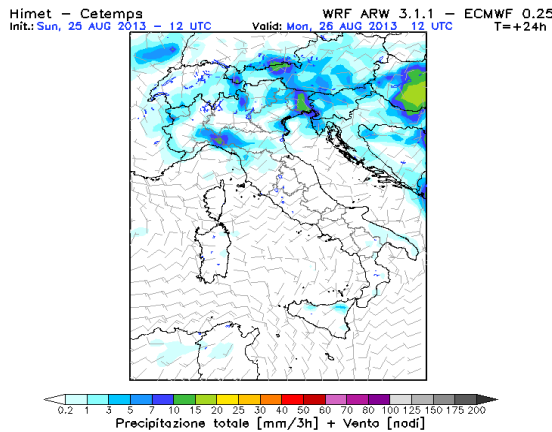 Himet – Cetemps WRF ARW 3.1.1 – ECMWF 0.25
Init.: Sun, 25 AUG 2013 – 12 UTC Valid: Mon, 26 AUG 2013 12 UTC T=+24h
0.2 1 3 5 7 10 15 20 25 30 40 50 60 70 80 100 125 150 175 200
Precipitazione totale [mm/3h] + Vento [nodi]